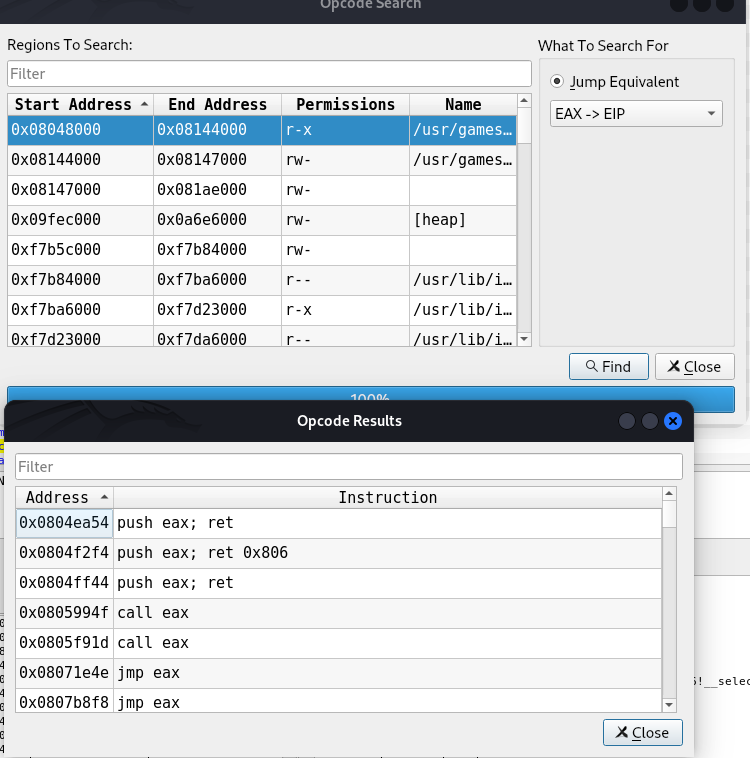 Opcode Search
Regions To Search:
What To Search For
Filter
Jump Equivalent
EAX -> EIP
Start Address End Address Permissions Name
0x08048000 0x08144000 r-x /usr/games…
0x08144000 0x08147000 rw- /usr/games…
0x08147000 0x081ae000 rw-
0x09fec000 0x0a6e6000 rw- [heap]
0xf7b5c000 0xf7b84000 rw-
0xf7b84000 0xf7ba6000 r-- /usr/lib/i…
0xf7ba6000 0xf7d23000 r-x /usr/lib/i…
0xf7d23000 0xf7da6000 r-- /usr/lib/i…
Find Close
100%
Opcode Results
Filter
Address Instruction
0x0804ea54 push eax; ret
0x0804f2f4 push eax; ret 0x806
0x0804ff44 push eax; ret
0x0805994f call eax
0x0805f91d call eax
0x08071e4e jmp eax
0x0807b8f8 jmp eax
Close